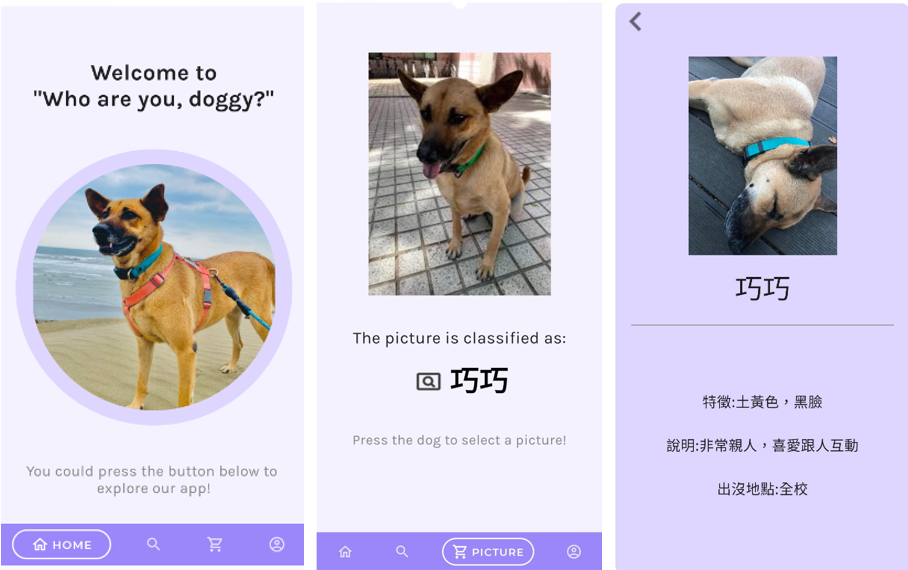 Welcome to
"Who are you, doggy?"
You could press the button below to
explore our app!
HOME
The picture is classified as:
巧巧
Press the dog to select a picture!
PICTURE
巧巧
特徵:土黃色，黑臉
說明:非常親人，喜愛跟人互動
出沒地點:全校